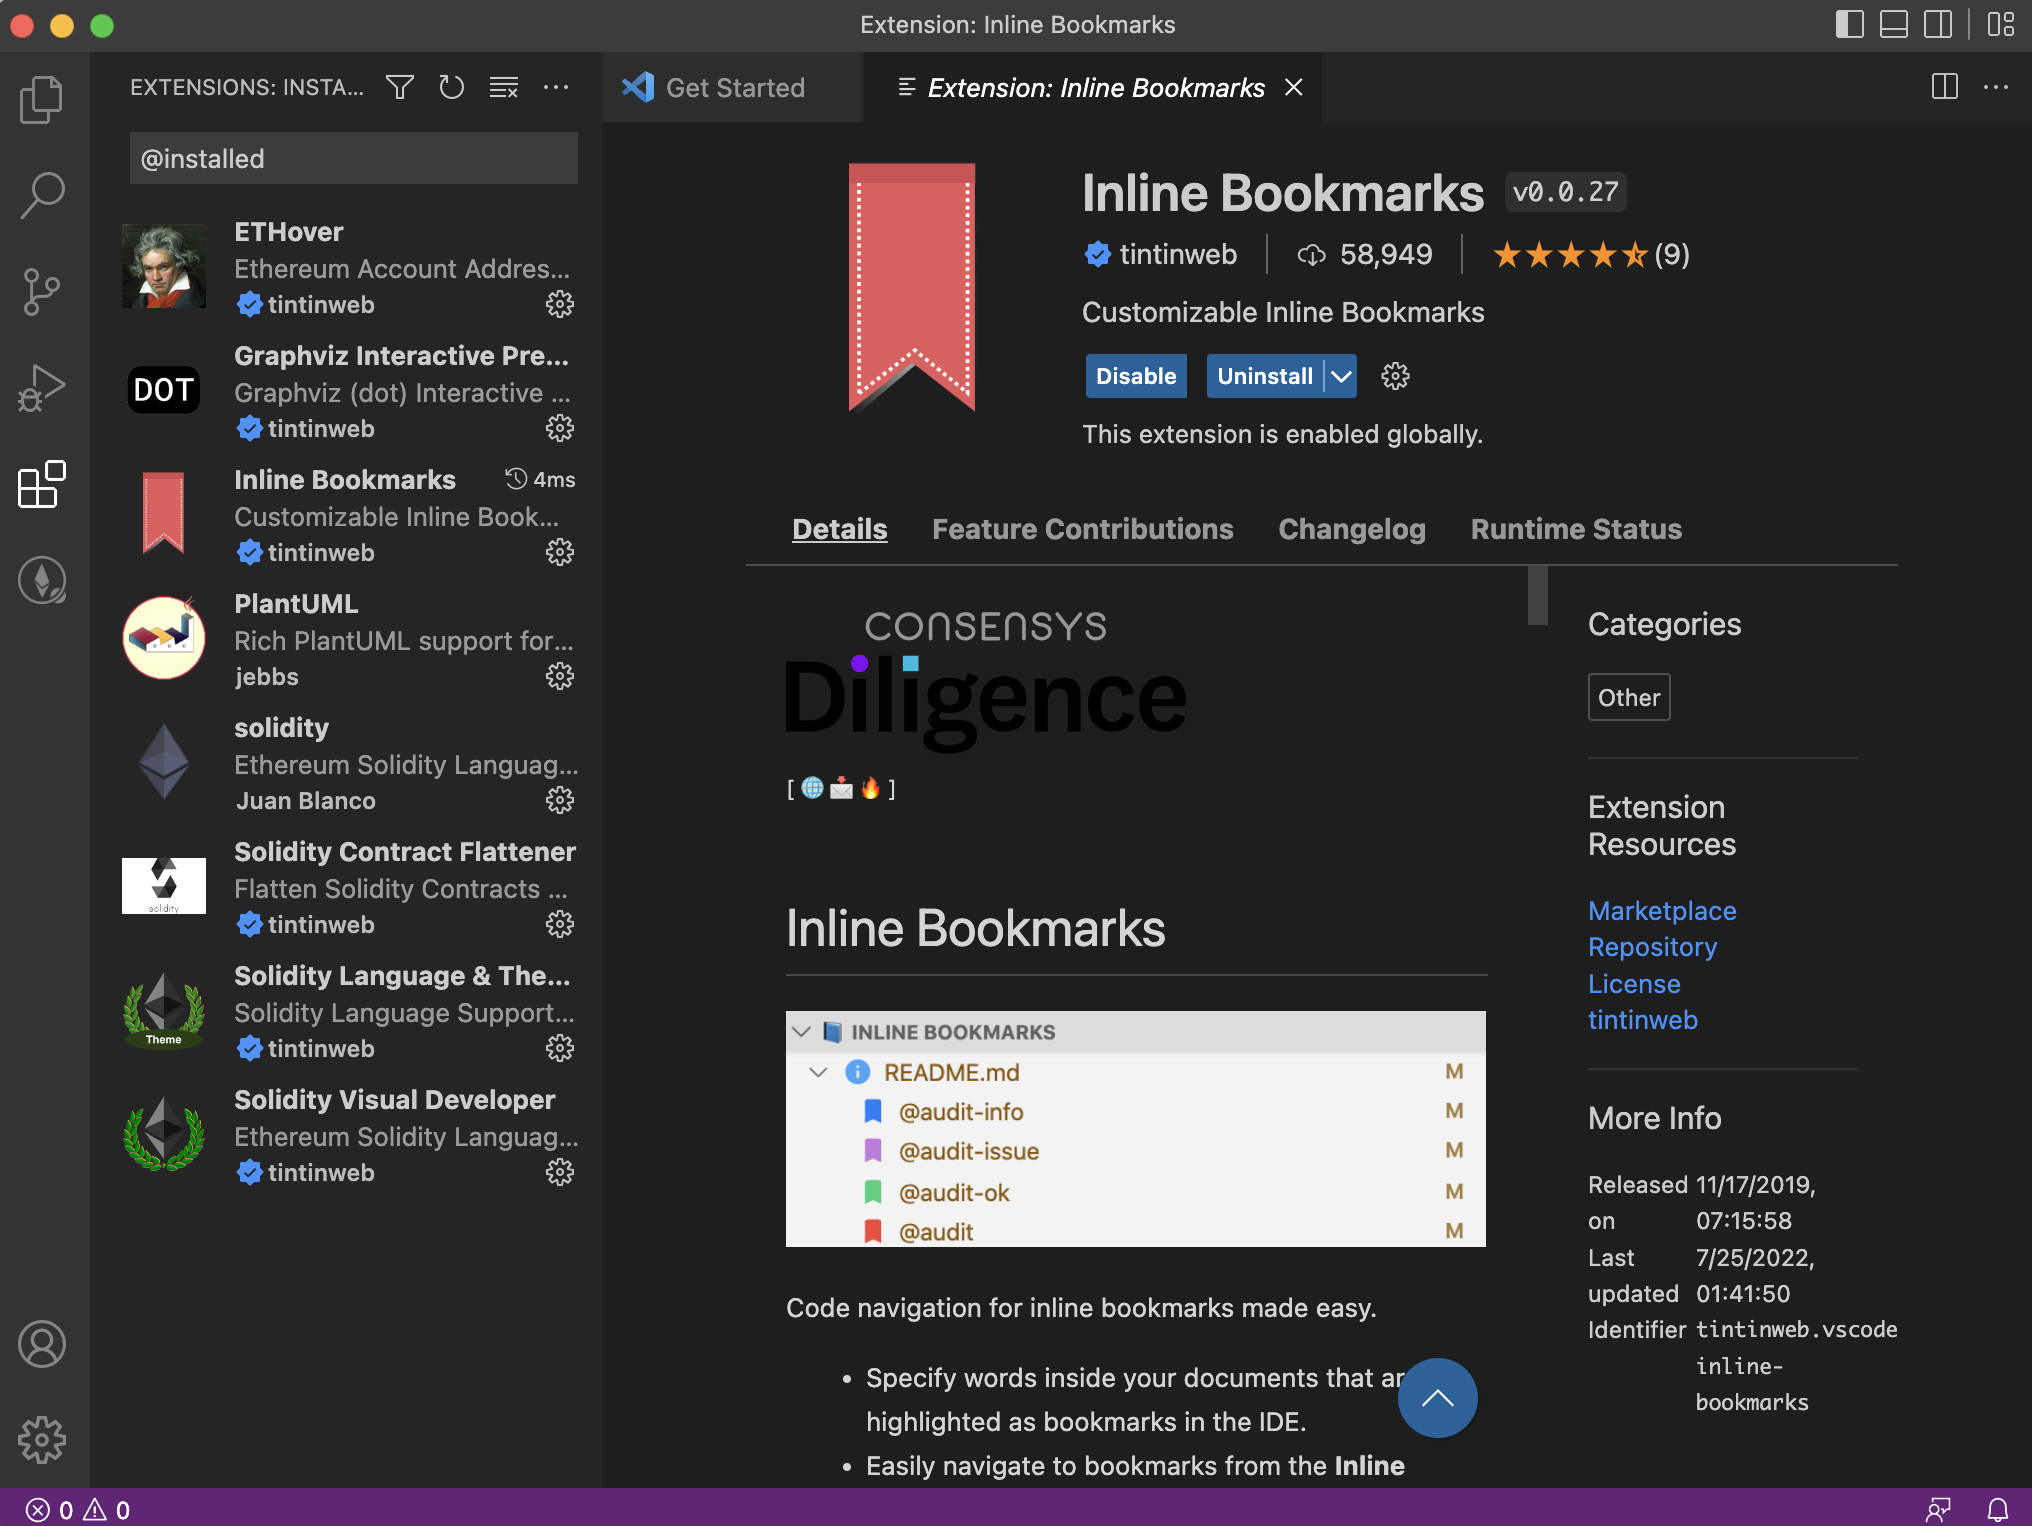 Extension: Inline Bookmarks
EXTENSIONS: INSTA...
@installed
ETHover
Ethereum Account Addres...
tintinweb
DOT
Graphviz Interactive Pre...
Graphviz (dot) Interactive ...
tintinweb
Inline Bookmarks 4ms
Customizable Inline Book...
tintinweb
PlantUML
Rich PlantUML support for...
jebbs
solidity
Ethereum Solidity Languag...
Juan Blanco
solidity
Solidity Contract Flattener
Flatten Solidity Contracts ...
tintinweb
Theme
Solidity Language & The...
Solidity Language Support...
tintinweb
Solidity Visual Developer
Ethereum Solidity Languag...
tintinweb
Get Started
Extension: Inline Bookmarks
Inline Bookmarks v0.0.27
tintinweb 58,949 (9)
Customizable Inline Bookmarks
Disable Uninstall
This extension is enabled globally.
Details Feature Contributions Changelog Runtime Status
CONSENSYS
Diligence
[ 🌐 📩 🔥 ]
Inline Bookmarks
INLINE BOOKMARKS
README.md M
@audit-info M
@audit-issue M
@audit-ok M
@audit M
Code navigation for inline bookmarks made easy.
• Specify words inside your documents that ar
highlighted as bookmarks in the IDE.
• Easily navigate to bookmarks from the Inline
Categories
Other
Extension
Resources
Marketplace
Repository
License
tintinweb
More Info
Released 11/17/2019,
on 07:15:58
Last 7/25/2022,
updated 01:41:50
Identifier tintinweb.vscode
inline-
bookmarks
0 0